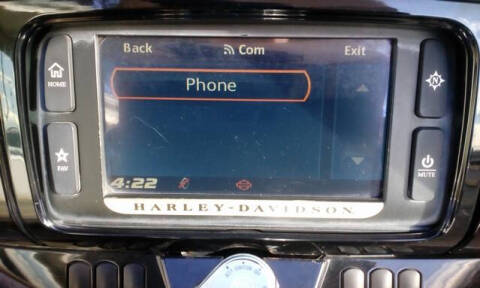 Back Com Exit
HOME
Phone
N
FAV
MUTE
4:22
HARLEY-DAVIDSON